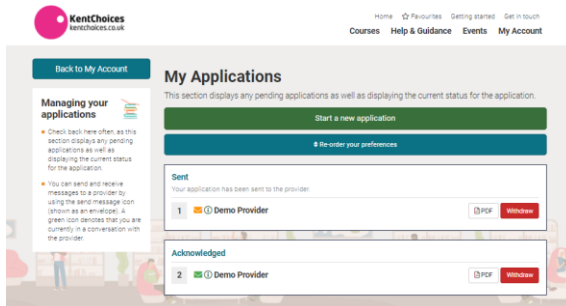 KentChoices
kentchoices.co.uk
Home Favourites Getting started Get in touch
Courses Help & Guidance Events My Account
Back to My Account
Managing your
applications
Check back here often, as this
section displays any pending
applications as well as
displaying the current status
for the application.
You can send and receive
messages to a provider by
using the send message icon
(shown as an envelope). A
green icon denotes that you are
currently in a conversation with
the provider.
My Applications
This section displays any pending applications as well as displaying the current status for the application.
Start a new application
Re-order your preferences
Sent
Your application has been sent to the provider.
1 Demo Provider PDF Withdraw
Acknowledged
2 Demo Provider PDF Withdraw